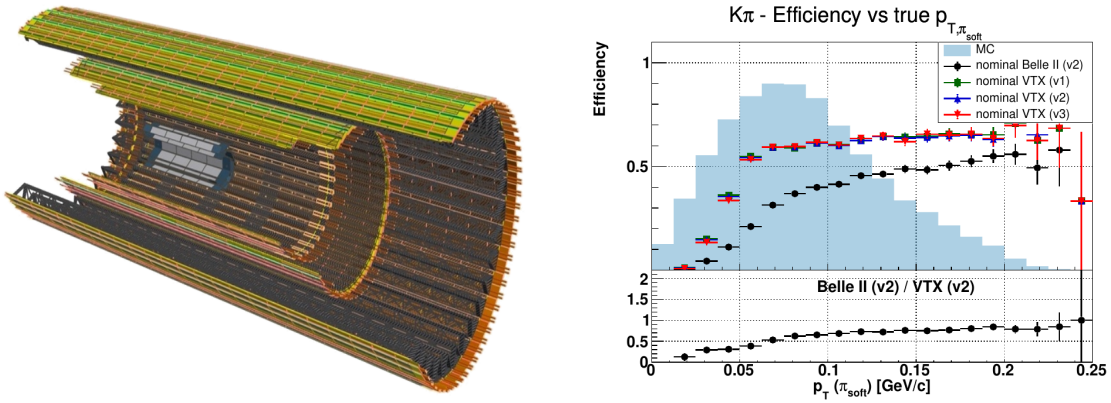 Kπ - Efficiency vs true p_T,π_soft
Efficiency
MC
nominal Belle II (v2)
nominal VTX (v1)
nominal VTX (v2)
nominal VTX (v3)
1
0.5
Belle II (v2) / VTX (v2)
2
1.5
1
0.5
0
0 0.05 0.1 0.15 0.2 0.25
p_T (π_soft) [GeV/c]